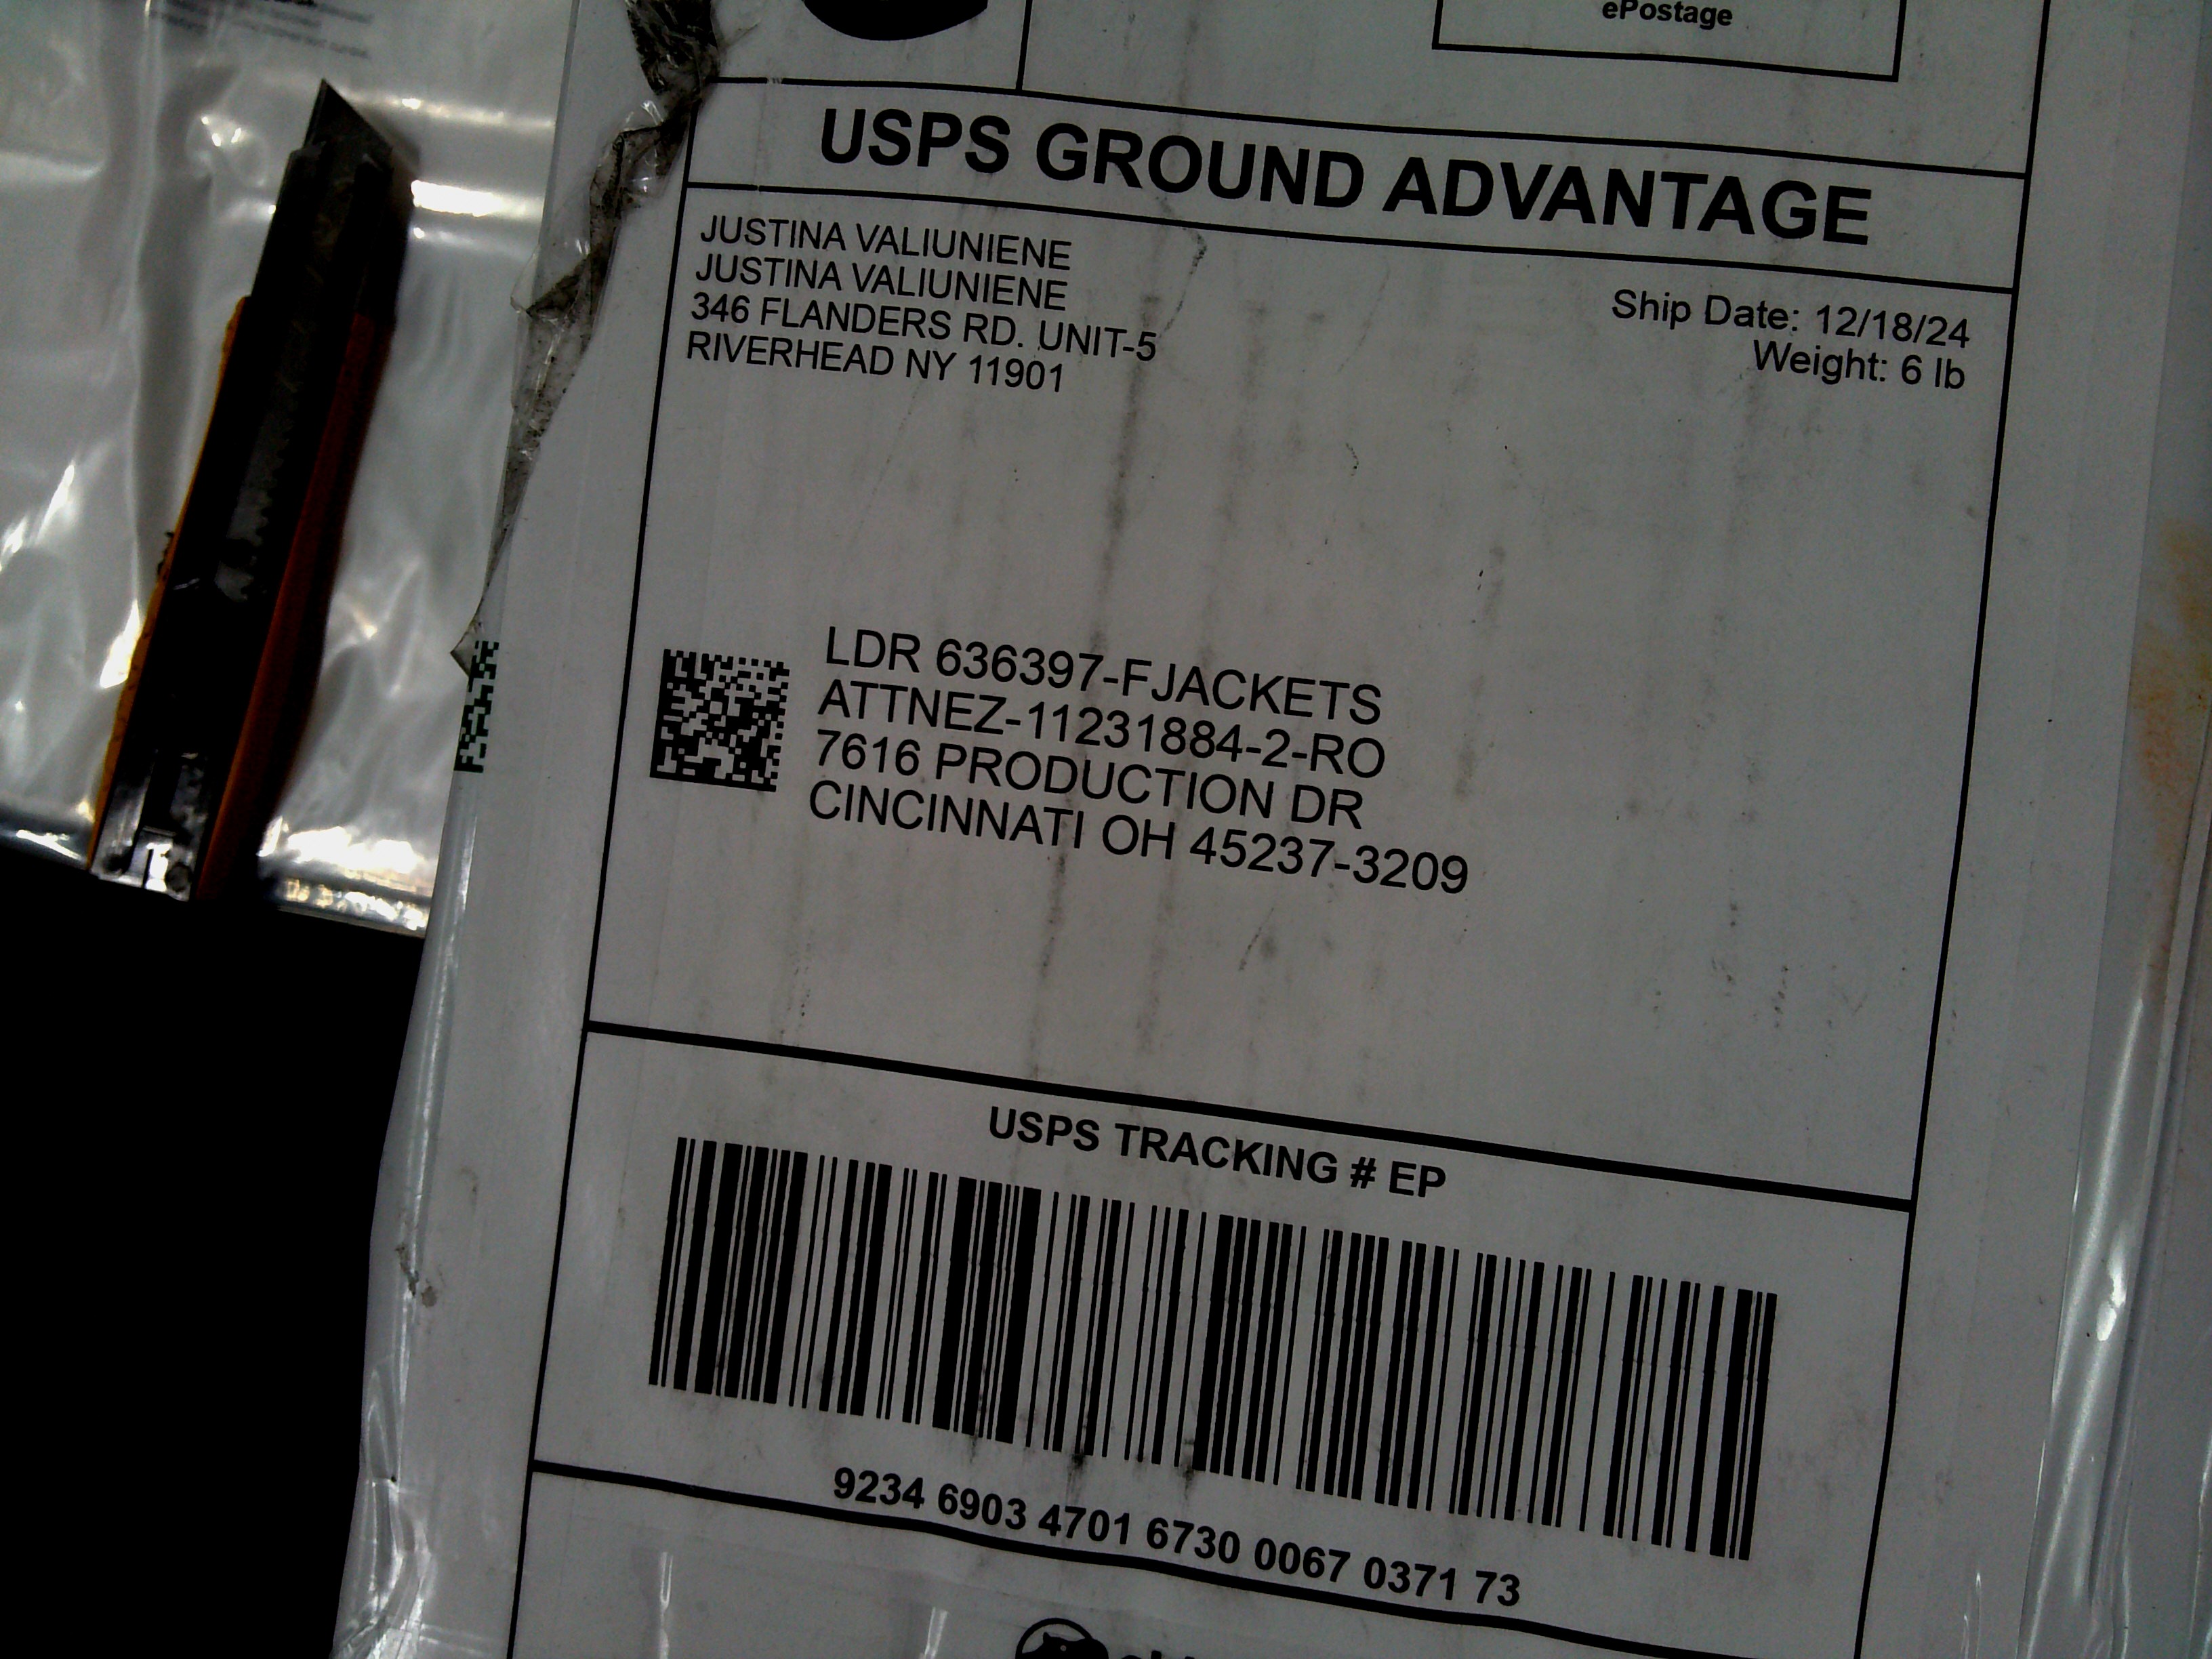 ePostage
USPS GROUND ADVANTAGE
JUSTINA VALIUNIENE
JUSTINA VALIUNIENE
346 FLANDERS RD. UNIT-5
RIVERHEAD NY 11901
Ship Date: 12/18/24
Weight: 6 lb
LDR 636397-FJACKETS
ATTNEZ-11231884-2-RO
7616 PRODUCTION DR
CINCINNATI OH 45237-3209
USPS TRACKING # EP
9234 6903 4701 6730 0067 0371 73